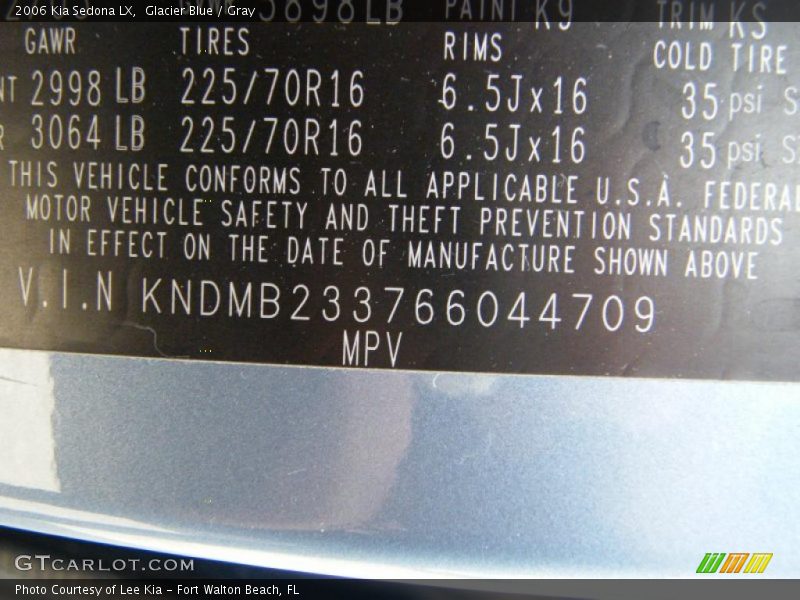 2006 Kia Sedona LX,  Glacier Blue / Gray
5898LB PAINT K9 TRIM KS
GAWR TIRES RIMS COLD TIRE
2998 LB 225/70R16 6.5Jx16 35 psi
3064 LB 225/70R16 6.5Jx16 35 psi
THIS VEHICLE CONFORMS TO ALL APPLICABLE U.S.A. FEDERAL
MOTOR VEHICLE SAFETY AND THEFT PREVENTION STANDARDS
IN EFFECT ON THE DATE OF MANUFACTURE SHOWN ABOVE
V.I.N KNDMB233766044709
MPV
GTCARLOT.COM
Photo Courtesy of Lee Kia - Fort Walton Beach, FL